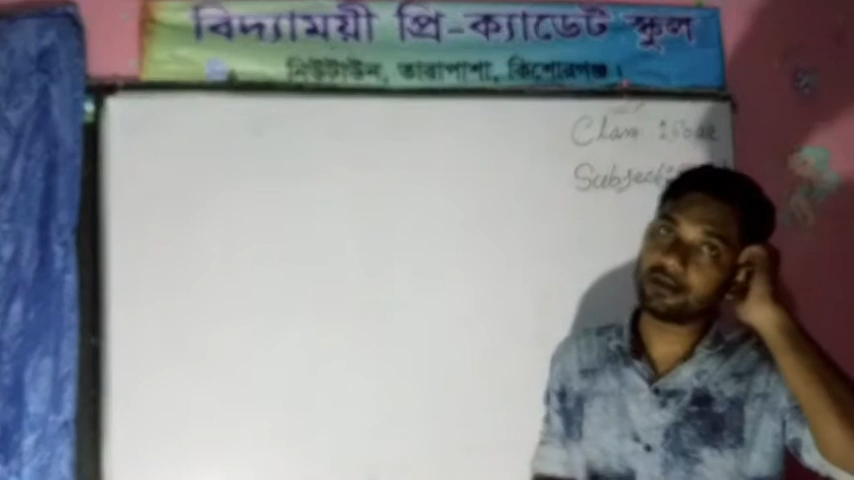 বিদ্যাময়ী প্রি-ক্যাডেট স্কুল
নিউটাউন, তারাপাশা, কিশোরগঞ্জ।
Class
Subject: